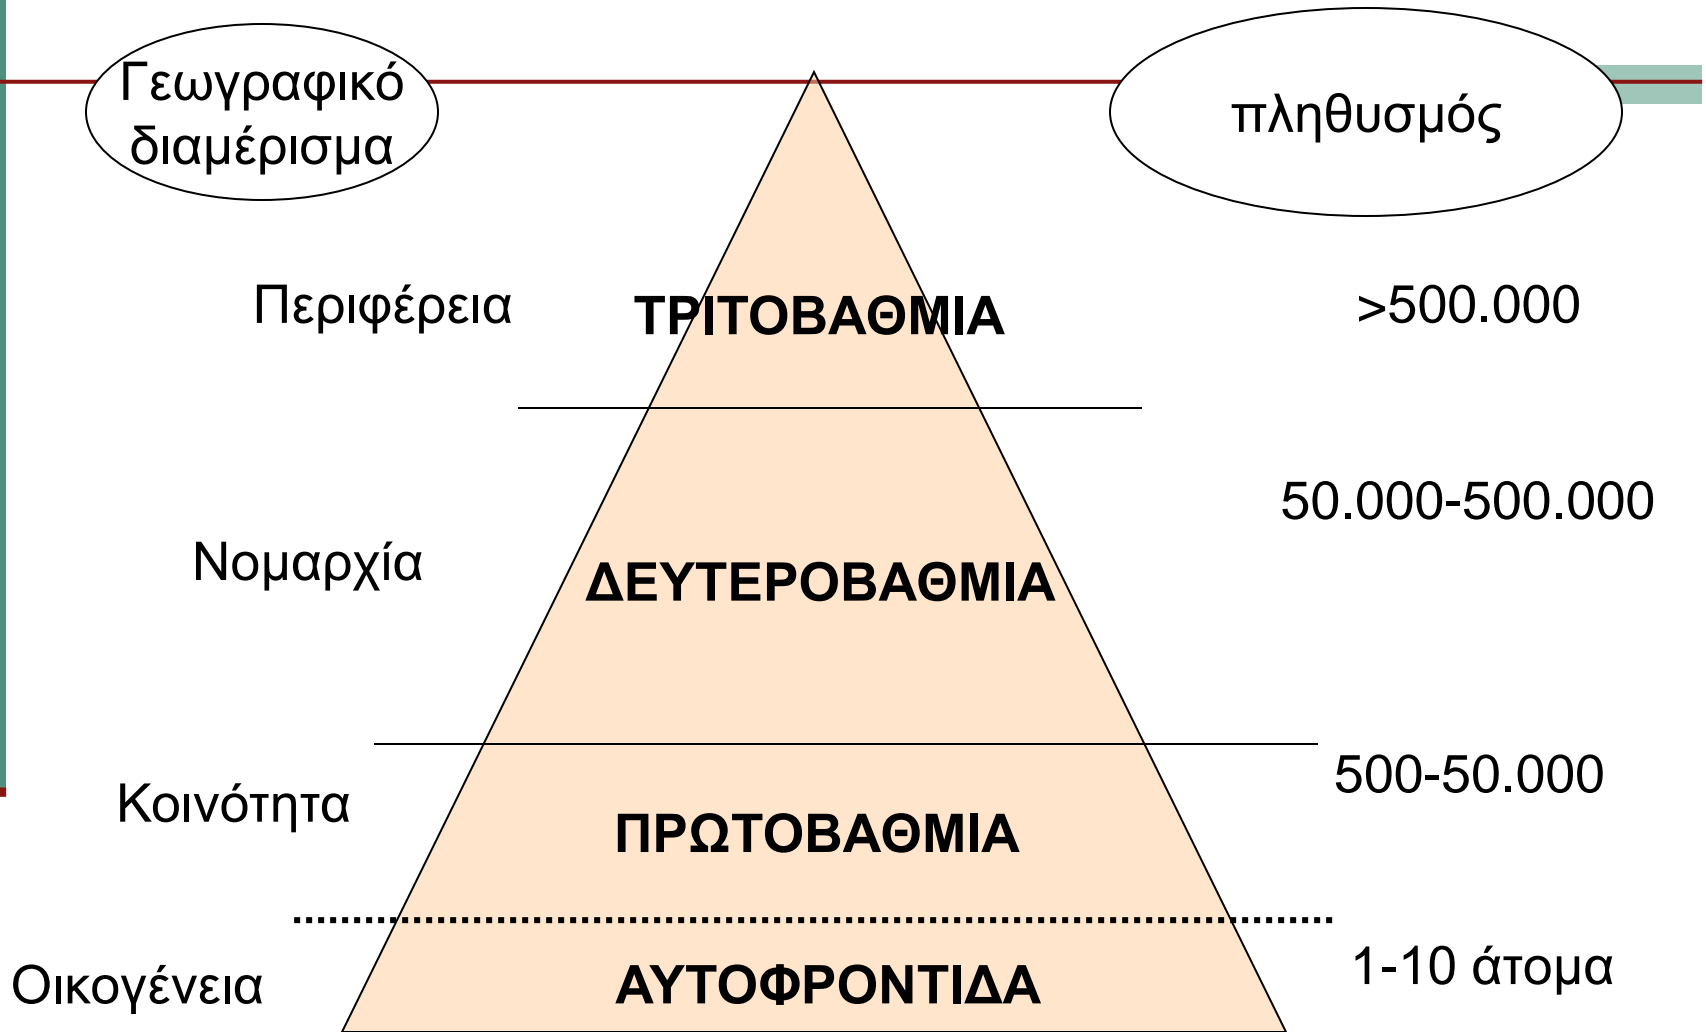 Γεωγραφικό
διαμέρισμα
πληθυσμός
Περιφέρεια
ΤΡΙΤΟΒΑΘΜΙΑ
>500.000
Νομαρχία
ΔΕΥΤΕΡΟΒΑΘΜΙΑ
50.000-500.000
Κοινότητα
ΠΡΩΤΟΒΑΘΜΙΑ
500-50.000
Οικογένεια
ΑΥΤΟΦΡΟΝΤΙΔΑ
1-10 άτομα